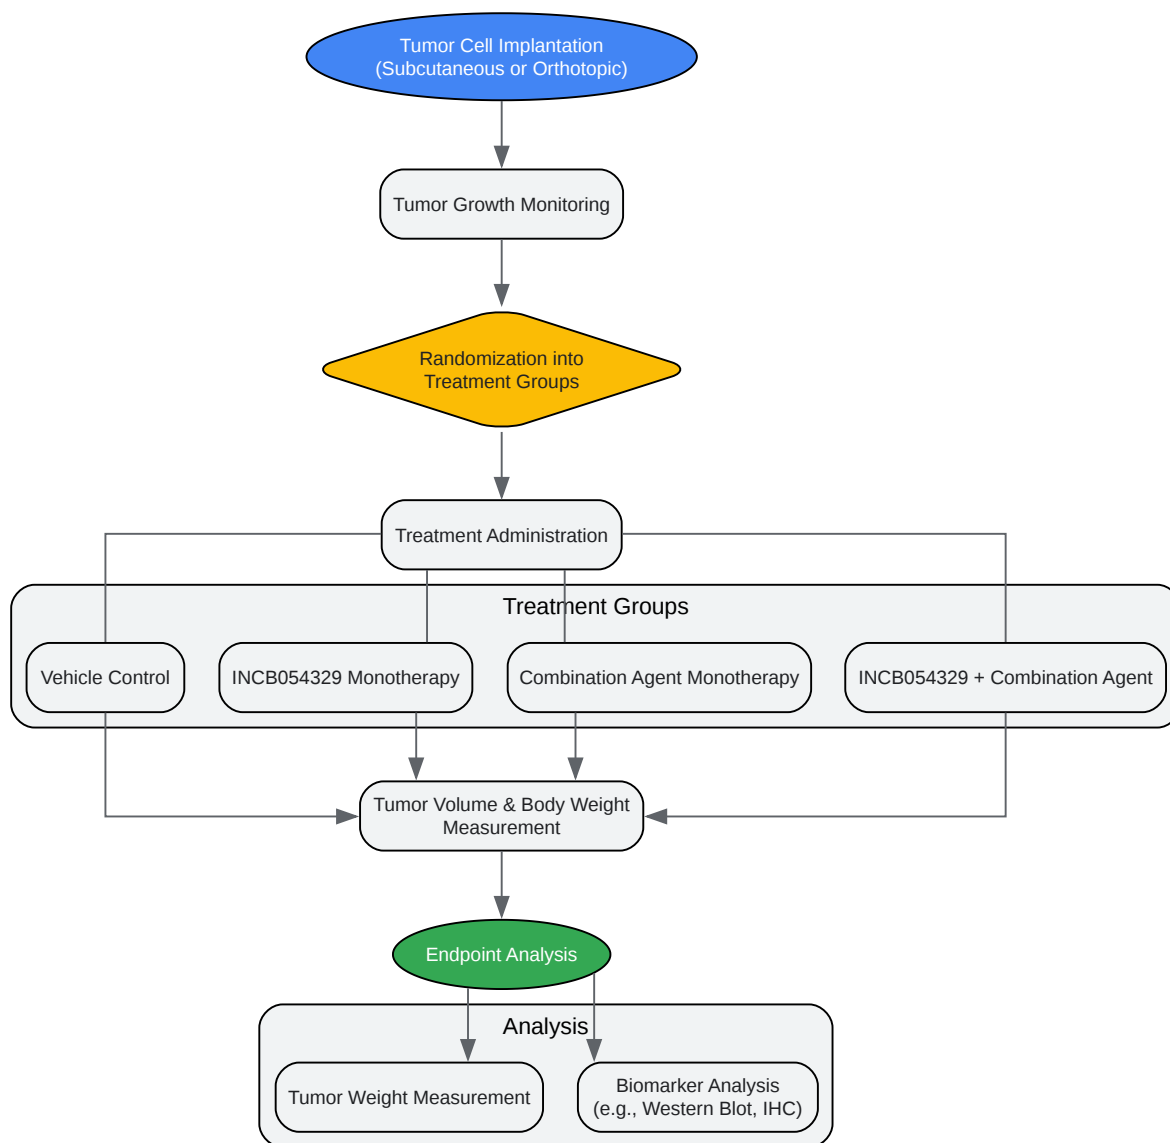 Tumor Cell Implantation
(Subcutaneous or Orthotopic)
Tumor Growth Monitoring
Randomization into
Treatment Groups
Treatment Administration
Treatment Groups
Vehicle Control
INCB054329 Monotherapy
Combination Agent Monotherapy
INCB054329 + Combination Agent
Tumor Volume & Body Weight
Measurement
Endpoint Analysis
Analysis
Tumor Weight Measurement
Biomarker Analysis
(e.g., Western Blot, IHC)